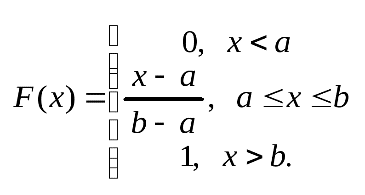 0, x < a
F(x) = x - a / b - a, a ≤ x ≤ b
1, x > b.